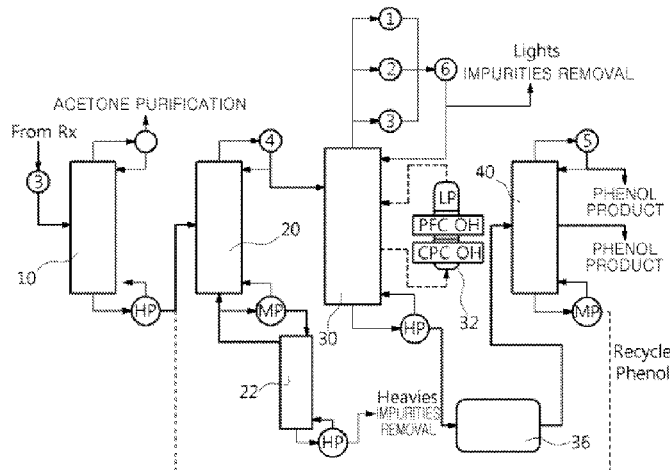 1
2
6
3
Lights
IMPURITIES REMOVAL
ACETONE PURIFICATION
From Rx
3
4
5
10
20
30
40
LP
PFC OH
CPC OH
32
PHENOL
PRODUCT
PHENOL
PRODUCT
HP
MP
HP
MP
22
HP
Heavies
IMPURITIES
REMOVAL
36
Recycle
Phenol